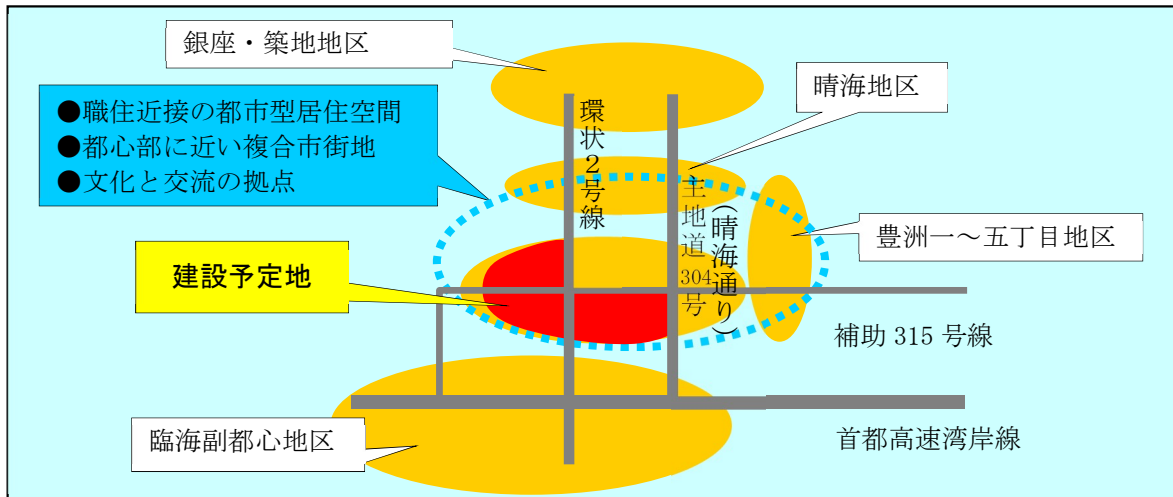 銀座・築地地区
晴海地区
●職住近接の都市型居住空間
●都心部に近い複合市街地
●文化と交流の拠点
環状2号線
主地道304号
（晴海通り）
豊洲一～五丁目地区
建設予定地
補助 315 号線
臨海副都心地区
首都高速湾岸線